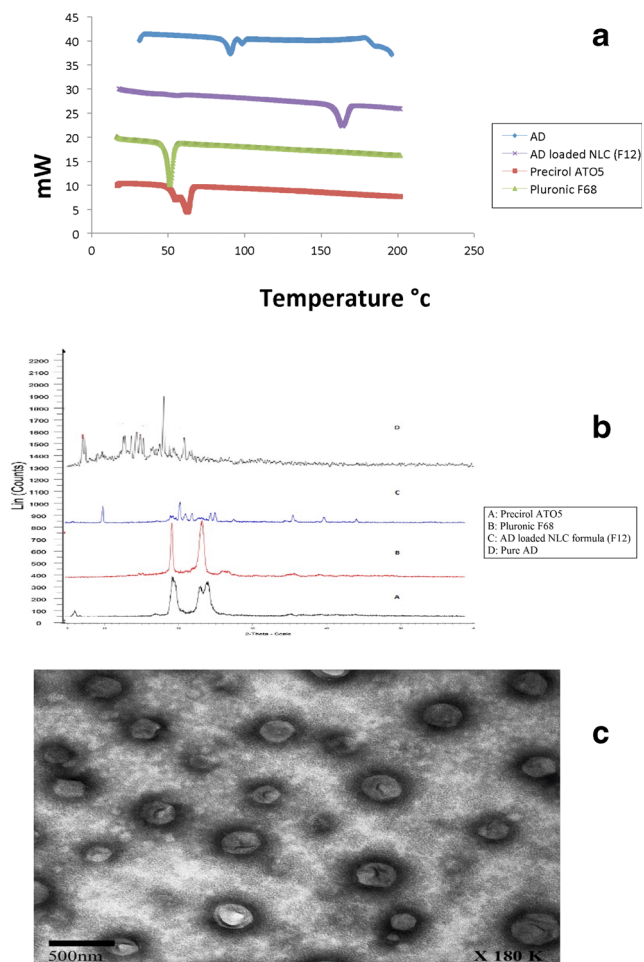 a
45
40
35
30
25
20
15
10
5
0
mW
0 50 100 150 200 250
Temperature °c
AD
AD loaded NLC (F12)
Precirol ATO5
Pluronic F68
b
2200
2100
2000
1900
1800
1700
1600
1500
1400
1300
1200
1100
1000
900
800
700
600
500
400
300
200
100
0
Lin (Counts)
D
C
B
A
2-Theta - Scale
A: Precirol ATO5
B: Pluronic F68
C: AD loaded NLC formula (F12)
D: Pure AD
c
500nm
X 180 K